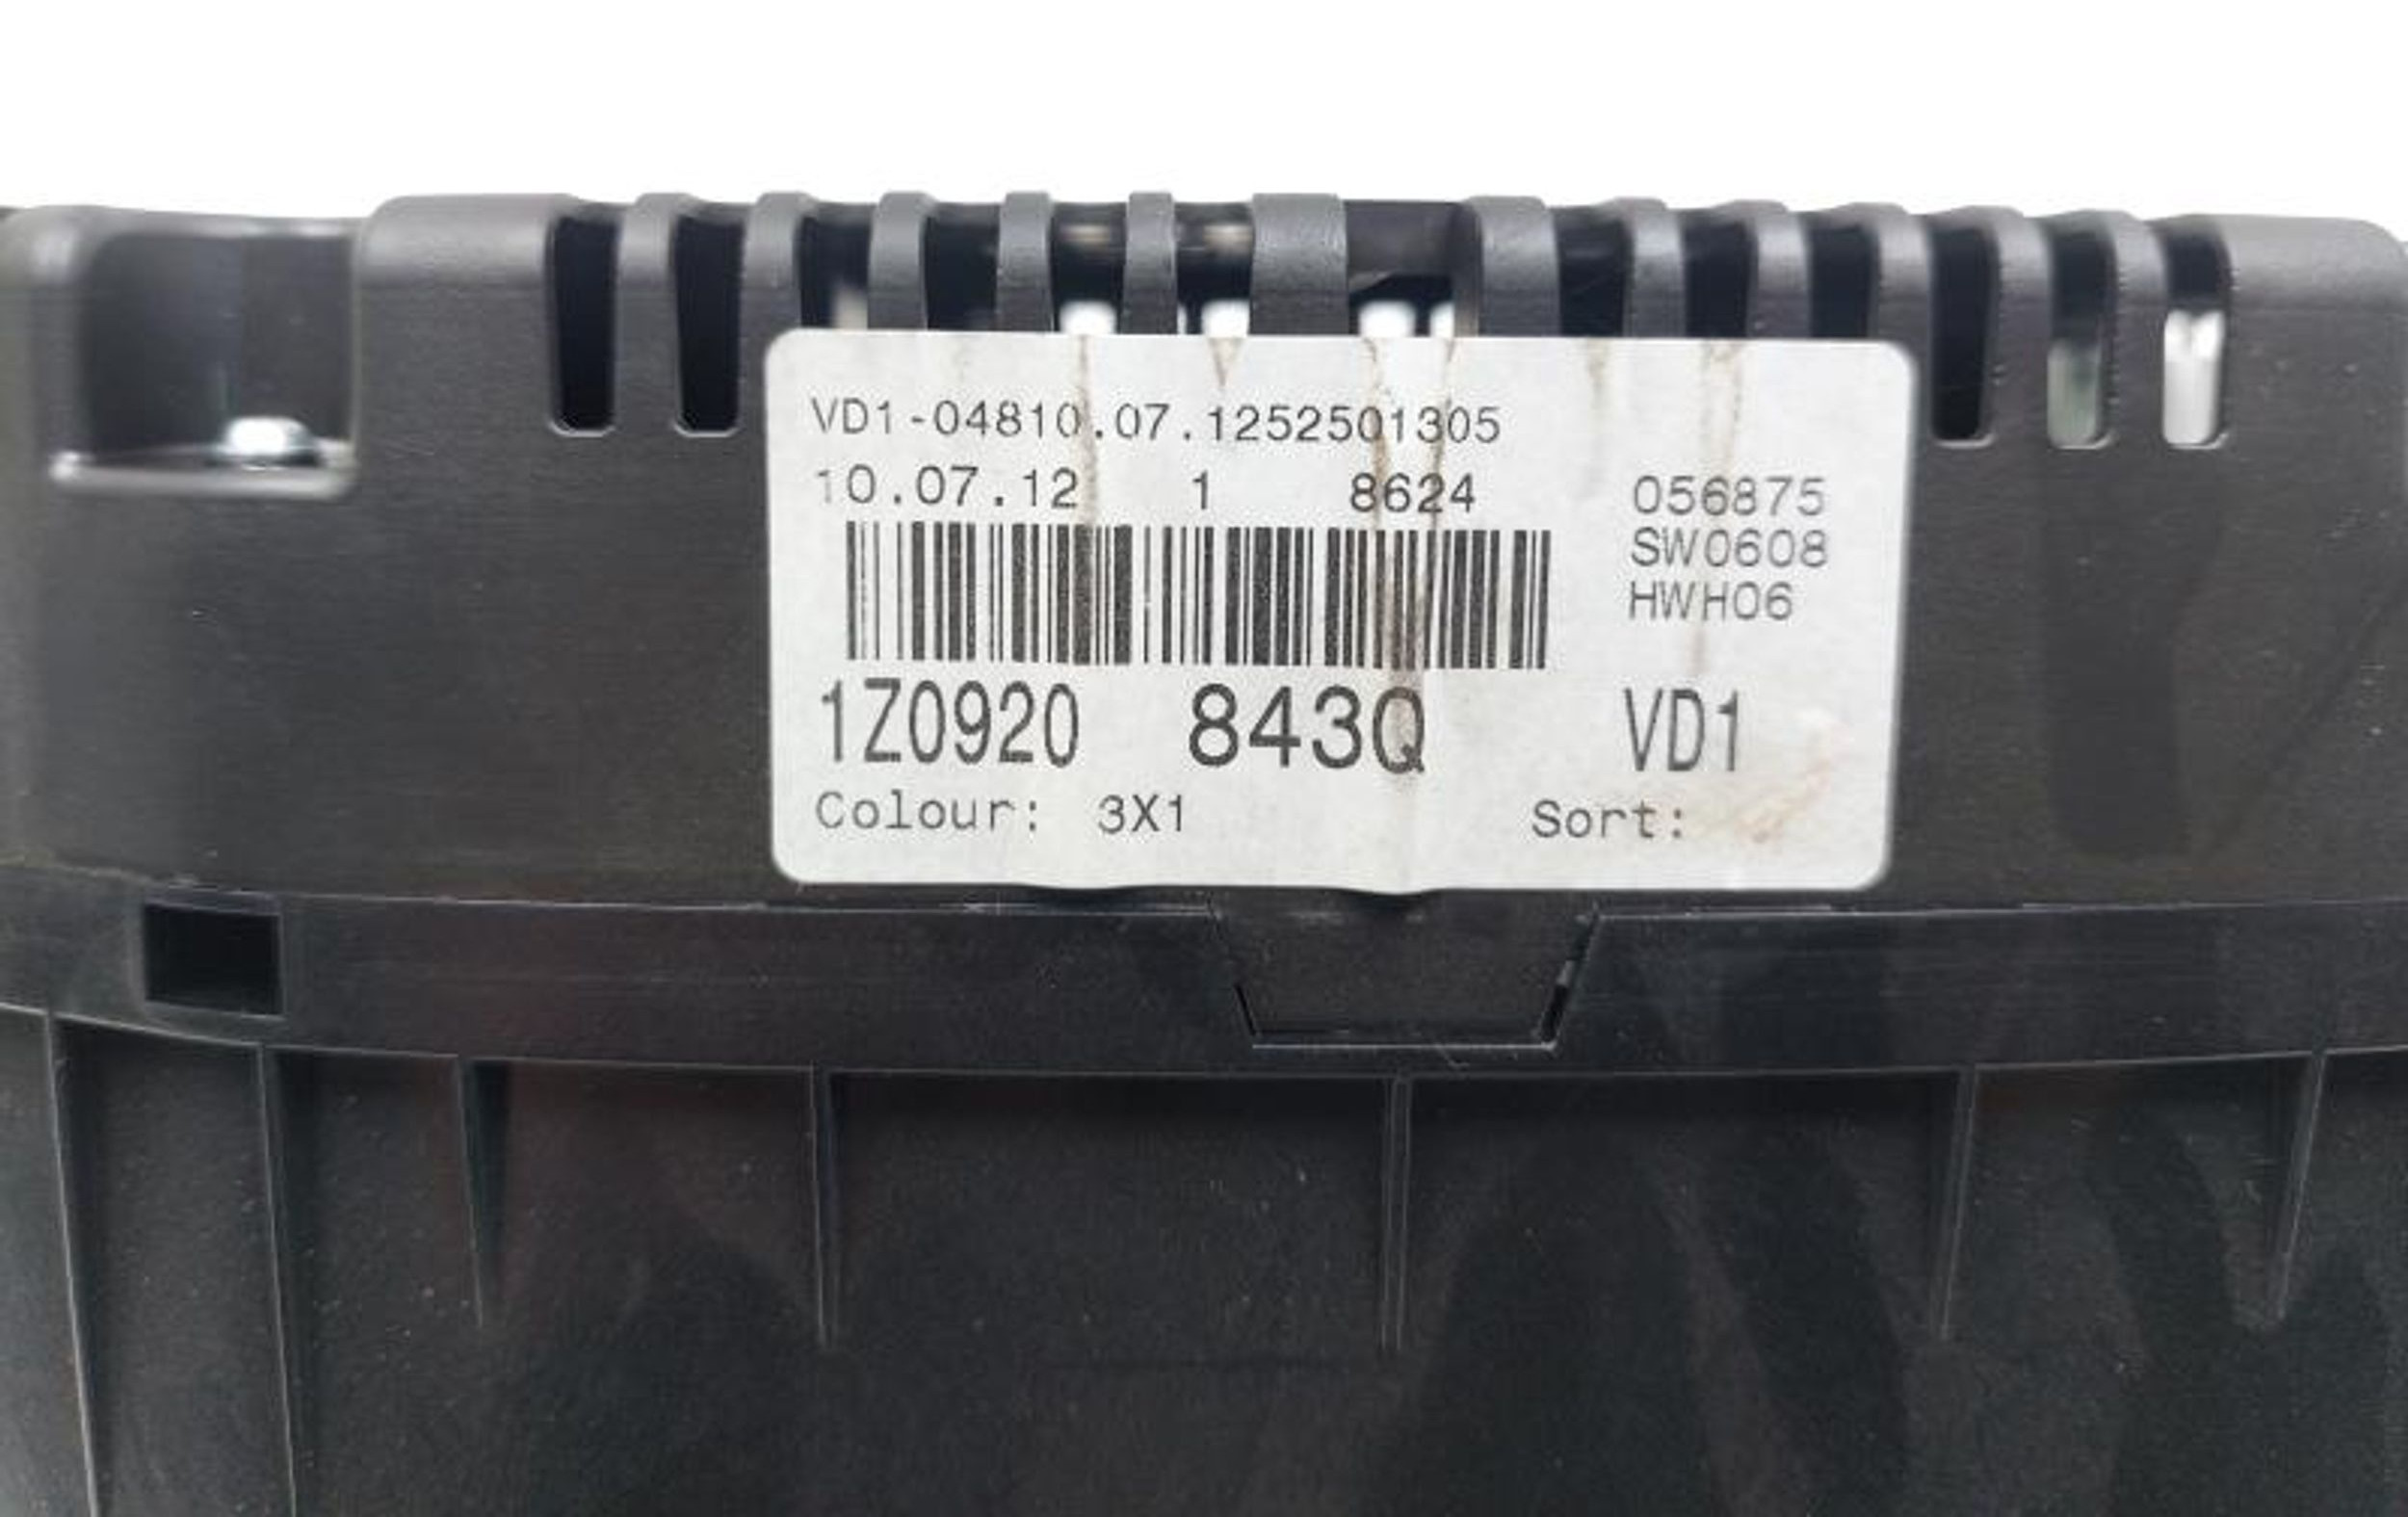 VD1-04810.07.1252501305
10.07.12 1 8624 056875
SW0608
HWH06
1Z0920 843Q VD1
Colour: 3X1 Sort: